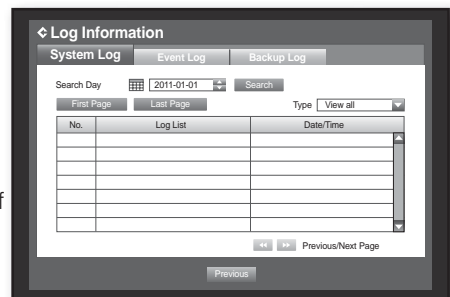 Log Information
System Log Event Log Backup Log
Search Day 2011-01-01 Search
First Page Last Page Type View all
No. Log List Date/Time
f
Previous/Next Page
Previous